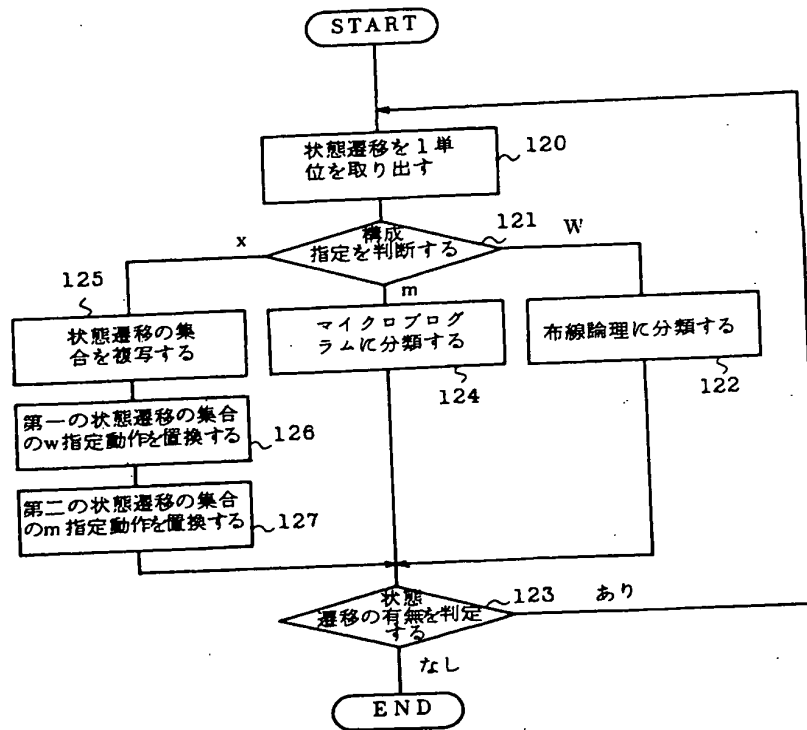 START
状態遷移を1単
位を取り出す
120
構成
指定を判断する
121
x
m
W
125
状態遷移の集
合を複写する
マイクロプログ
ラムに分類する
124
布線論理に分類する
122
第一の状態遷移の集合
のw指定動作を置換する
126
第二の状態遷移の集合
のm指定動作を置換する
127
状態
遷移の有無を判定
する
123
あり
なし
END